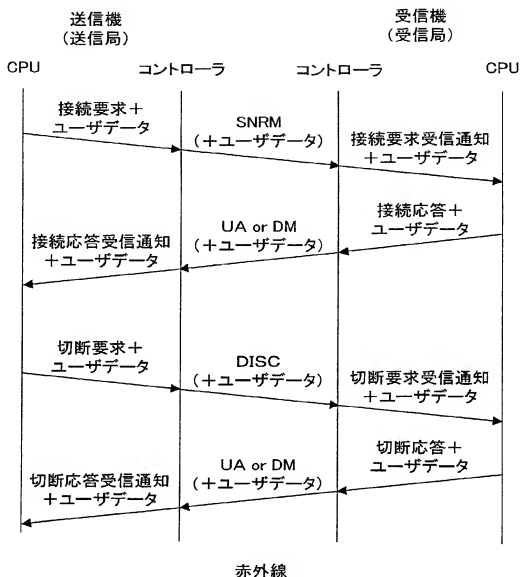 送信機
（送信局）
受信機
（受信局）
CPU
コントローラ
コントローラ
CPU
接続要求＋
ユーザデータ
SNRM
（＋ユーザデータ）
接続要求受信通知
＋ユーザデータ
接続応答＋
ユーザデータ
UA or DM
（＋ユーザデータ）
接続応答受信通知
＋ユーザデータ
切断要求＋
ユーザデータ
DISC
（＋ユーザデータ）
切断要求受信通知
＋ユーザデータ
切断応答＋
ユーザデータ
UA or DM
（＋ユーザデータ）
切断応答受信通知
＋ユーザデータ
赤外線